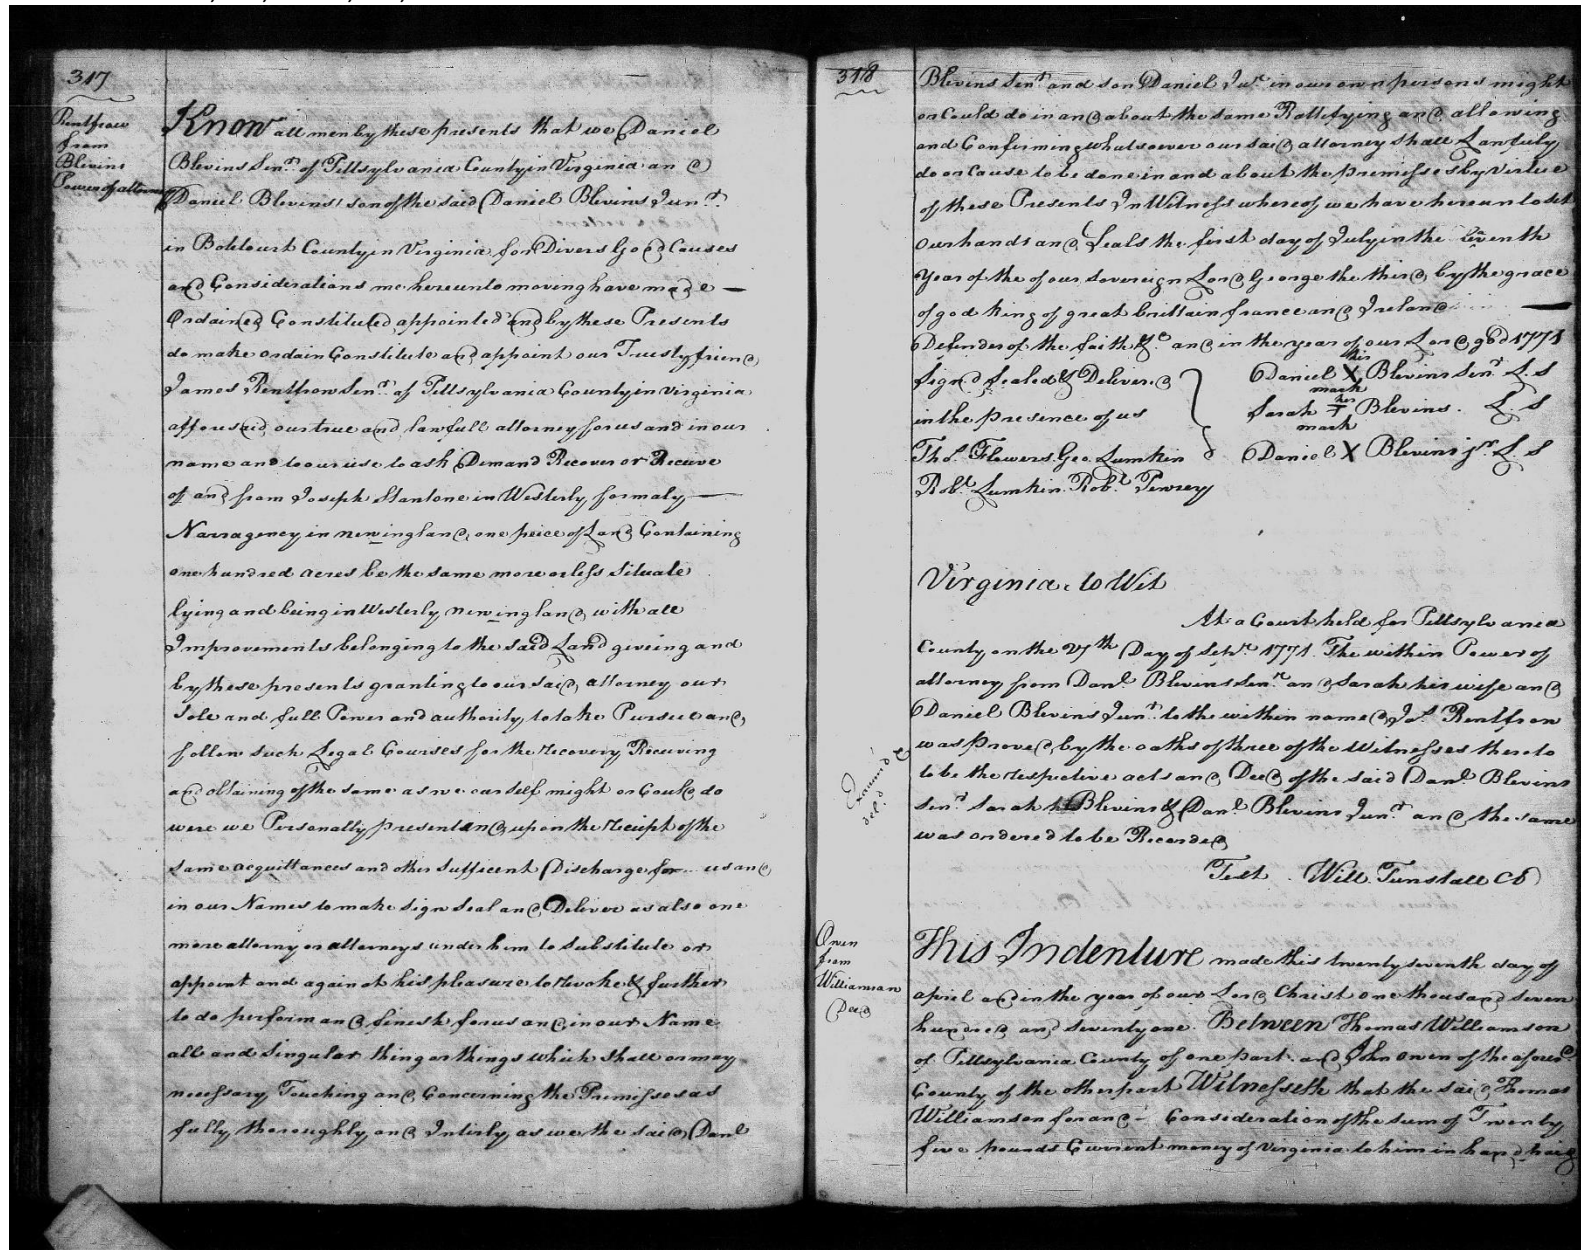 317
Rentfrow
from
Blevins
Power of attorney
Know all men by these presents that we Daniel
Blevins Senr. of Pittsylvania County in Virginia and
Daniel Blevins son of the said Daniel Blevins Junr.
in Botetourt County in Virginia for Divers Good Causes
and Considerations me hereunto moving have made —
Ordained Constituted appointed and by these Presents
do make ordain Constitute and appoint our Trusty friend
James Rentfrow Senr. of Pittsylvania County in Virginia
afforesaid our true and lawfull attorney for us and in our
name and to our use to ask Demand Recover or Receive
of and from Joseph Stantone in Westerly formaly —
Narragency in newingland one peice of Land Containing
one hundred acres be the same more or less Situate
lying and being in Westerly newingland with all
Improvements belonging to the said Land giveing and
by these presents granting to our said attorney our
Sole and full Power and authority to take Pursue and
follow such Legal Courses for the recovery Receiving
and obtaining of the same as we ourself might or Could do
were we Personally present and upon the receipt of the
same acquittances and other Sufficent Discharge for us and
in our Names to make sign Seal and Deliver as also one
more attorny or attorneys under him to Substitute or
appoint and again at his pleasure to revoke & further
to do perform and finish for us and in our Name
all and Singular thing or things which shall or may
necessary Touching and Concerning the Premisses as
fully thoroughly and Intirly as we the said Danl
318
Blevins Senr. and son Daniel Junr. in our own persons might
or Could do in and about the same Rattifying and allowing
and Confirming whatsoever our said attorney shall Lawfuly
do or Cause to be done in and about the premisses by virtue
of these Presents In Witness whereof we have hereunto set
our hands and Seals the first day of July in the Eleventh
year of the of our Sovereign Lord George the third by the grace
of god king of great brittain france and Ireland —
Defender of the faith &c and in the year of our Lord god 1771
Signd Sealed & Deliverd
in the presence of us
Thos. Flowers. Geo. Lumkin
Robt. Lumkin. Robt. Pewsey
his
Daniel X Blevins Senr. L. S
mark
her
Sarah T Blevins. L. S
mark
Daniel X Blevins jr. L. S
Virginia to Wit
At a Court held for Pittsylvania
County on the 27th Day of Sepr. 1771 The within Power of
attorney from Danl. Blevins Senr. and Sarah his wife and
Daniel Blevins Junr. to the within named Jas. Rentfrow
was Proved by the oaths of three of the Witnesses thereto
to be the respective acts and Deed of the said Danl. Blevins
Senr. Sarah Blevins & Danl. Blevins Junr. and the same
was ordered to be Recorded
Test. Will Tunstall CC
Examind &
deld.
Owen
from
Williamson
Deed
This Indenture made this twenty seventh day of
april and in the year of our Lord Christ one thousand seven
hundred and seventy one. Between Thomas Williamson
of Pittsylvania County of one part and John Owen of the aforesd.
County of the other part Witnesseth that the said Thomas
Williamson for and - Consideration of the sum of Twenty
five pounds Current money of Virginia to him in hand paid